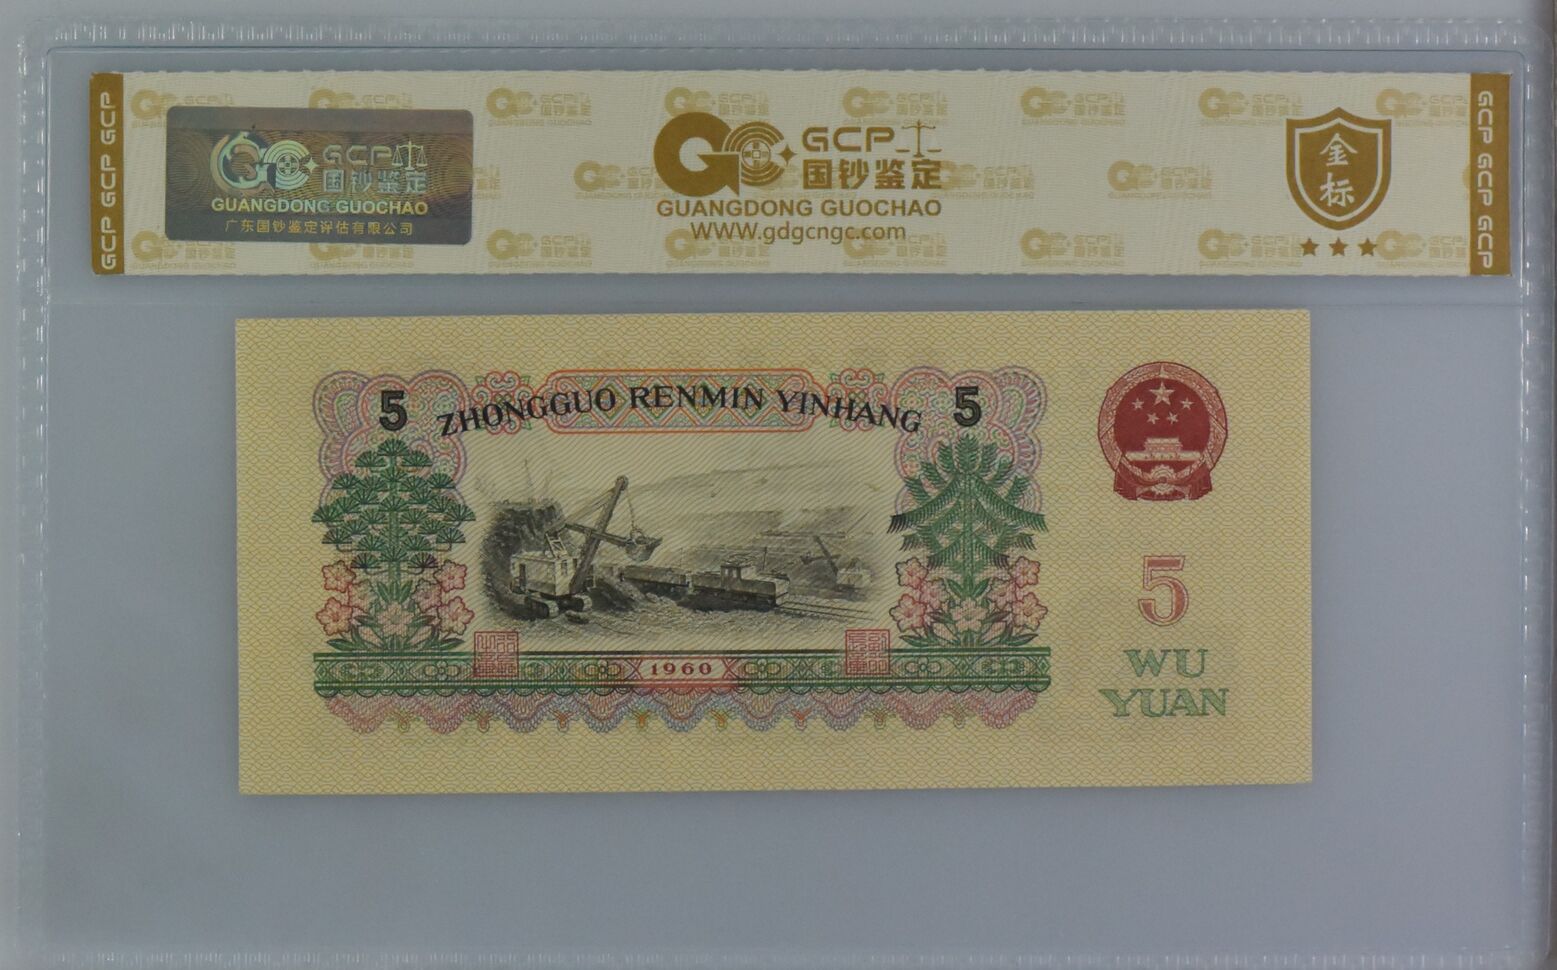 GCP GCP GCP
GCP
国钞鉴定
GUANGDONG GUOCHAO
广东国钞鉴定评估有限公司
GCP
国钞鉴定
GUANGDONG GUOCHAO
WWW.gdgcngc.com
金标
GCP GCP GCP
5 ZHONGGUO RENMIN YINHANG 5
1960
5
WU
YUAN